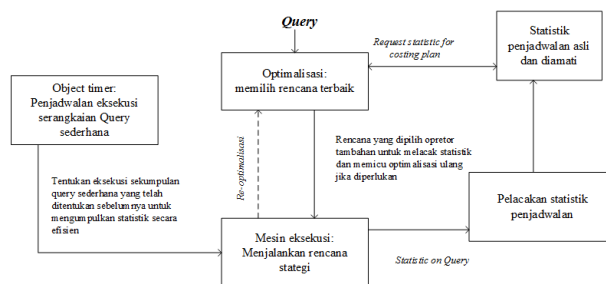 Query
Statistik
penjadwalan asli
dan diamati
Request statistic for
costing plan
Optimalisasi:
memilih rencana terbaik
Object timer:
Penjadwalan eksekusi
serangkaian Query
sederhana
Re-optimalisasi
Rencana yang dipilih opretor
tambahan untuk melacak statistik
dan memicu optimalisasi ulang
jika diperlukan
Tentukan eksekusi sekumpulan
query sederhana yang telah
ditentukan sebelumnya untuk
mengumpulkan statistik secara
efisien
Pelacakan statistik
penjadwalan
Mesin eksekusi:
Menjalankan rencana
stategi
Statistic on Query